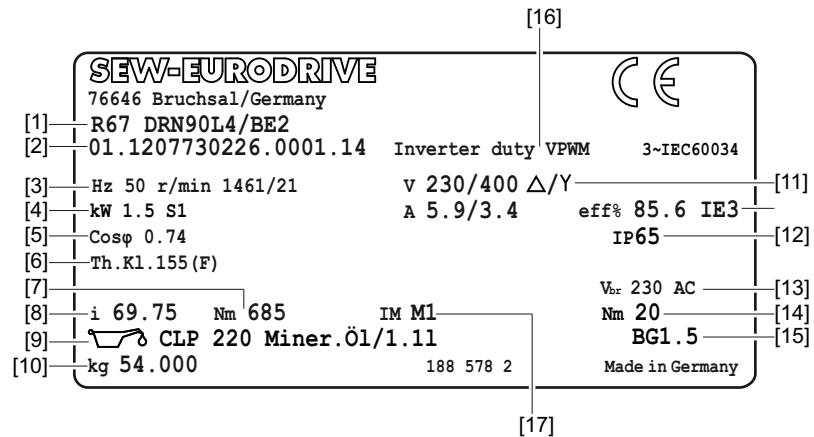 [16]
SEW-EURODRIVE CE
76646 Bruchsal/Germany
[1] R67 DRN90L4/BE2
[2] 01.1207730226.0001.14 Inverter duty VPWM 3~IEC60034
[3] Hz 50 r/min 1461/21 V 230/400 △/Y [11]
[4] kW 1.5 S1 A 5.9/3.4 eff% 85.6 IE3
[5] Cosφ 0.74 IP65 [12]
[6] Th.Kl.155(F)
[7] Vbr 230 AC [13]
[8] i 69.75 Nm 685 IM M1 Nm 20 [14]
[9] CLP 220 Miner.Öl/1.1l BG1.5 [15]
[10] kg 54.000 188 578 2 Made in Germany
[17]